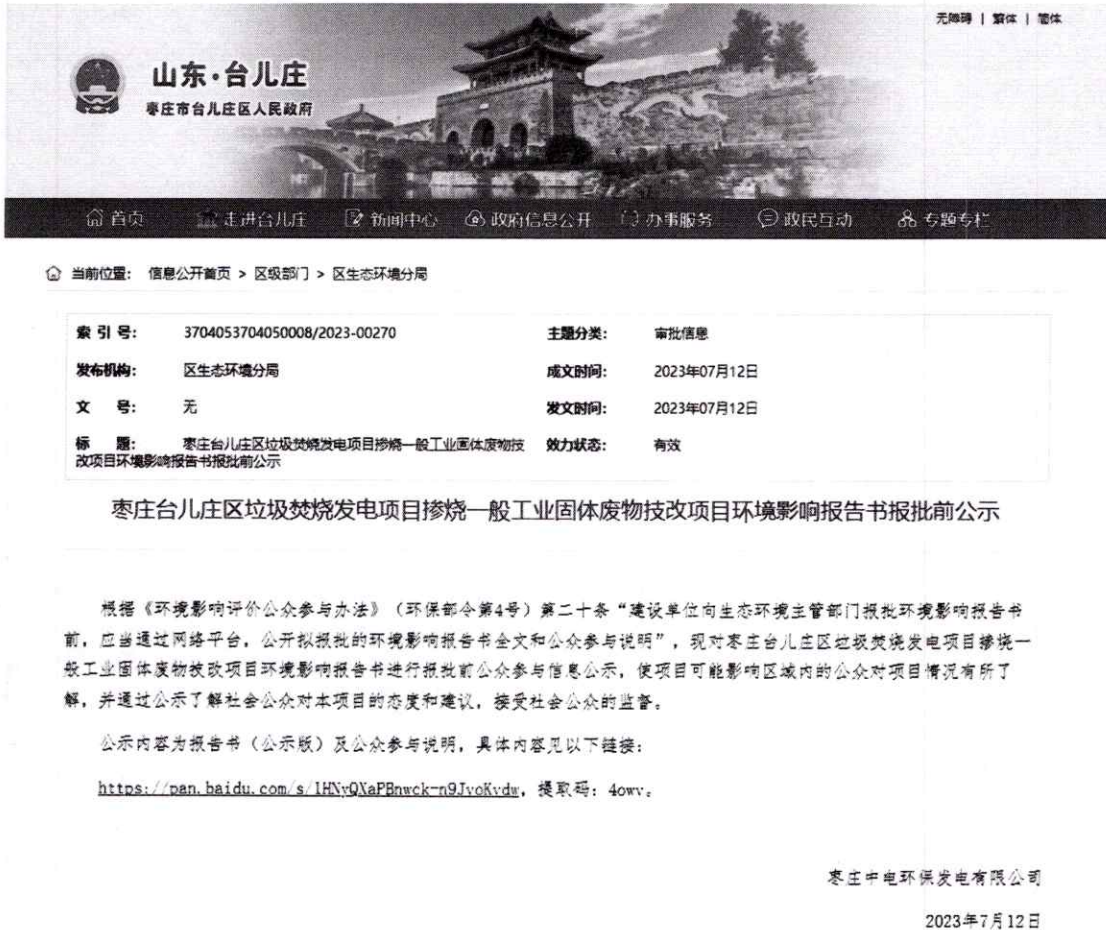 无障碍 | 繁体 | 简体
山东·台儿庄
枣庄市台儿庄区人民政府
首页 走进台儿庄 新闻中心 政府信息公开 办事服务 政民互动 专题专栏
当前位置： 信息公开首页 > 区级部门 > 区生态环境分局
索 引 号： 3704053704050008/2023-00270 主题分类： 审批信息
发布机构： 区生态环境分局 成文时间： 2023年07月12日
文 号： 无 发文时间： 2023年07月12日
标 题： 枣庄台儿庄区垃圾焚烧发电项目掺烧一般工业固体废物技 效力状态： 有效
改项目环境影响报告书报批前公示
枣庄台儿庄区垃圾焚烧发电项目掺烧一般工业固体废物技改项目环境影响报告书报批前公示
根据《环境影响评价公众参与办法》（环保部令第4号）第二十条“建设单位向生态环境主管部门报批环境影响报告书
前，应当通过网络平台，公开拟报批的环境影响报告书全文和公众参与说明”，现对枣庄台儿庄区垃圾焚烧发电项目掺烧一
般工业固体废物技改项目环境影响报告书进行报批前公众参与信息公示，使项目可能影响区域内的公众对项目情况有所了
解，并通过公示了解社会公众对本项目的态度和建议，接受社会公众的监督。
公示内容为报告书（公示版）及公众参与说明，具体内容见以下链接：
https://pan.baidu.com/s/1HNyQXaPBnwck-n9JvoKvdw，提取码：4owv。
枣庄中电环保发电有限公司
2023年7月12日